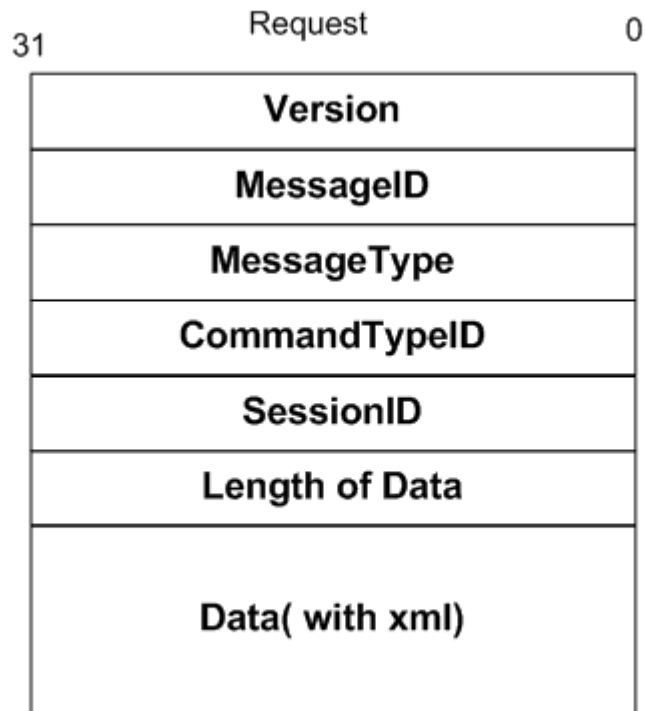 Request
31 0
Version
MessageID
MessageType
CommandTypeID
SessionID
Length of Data
Data( with xml)